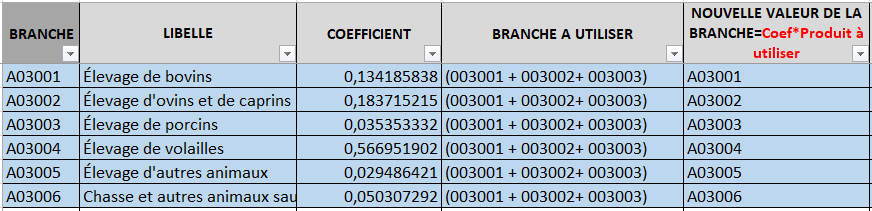 BRANCHE LIBELLE COEFFICIENT BRANCHE A UTILISER NOUVELLE VALEUR DE LA BRANCHE=Coef*Produit à utiliser
A03001 Élevage de bovins 0,134185838 (003001 + 003002+ 003003) A03001
A03002 Élevage d'ovins et de caprins 0,183715215 (003001 + 003002+ 003003) A03002
A03003 Élevage de porcins 0,035353332 (003001 + 003002+ 003003) A03003
A03004 Élevage de volailles 0,566951902 (003001 + 003002+ 003003) A03004
A03005 Élevage d'autres animaux 0,029486421 (003001 + 003002+ 003003) A03005
A03006 Chasse et autres animaux sau 0,050307292 (003001 + 003002+ 003003) A03006